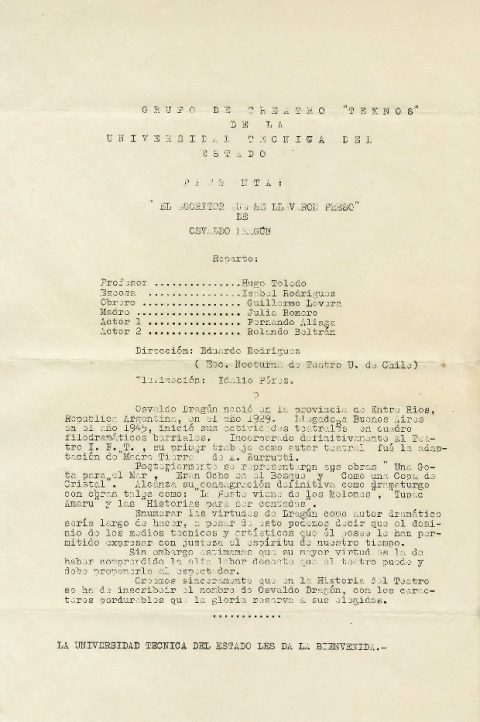 GRUPO DE THEATRO "TEKNOS"
DE LA
UNIVERSIDAD TECNICA DEL
ESTADO
PRESENTA:
"EL ESCRITOR QUE SE LLEVARON PRESO"
DE
OSVALDO DRAGÚN
Reparto:
Profesor ...............Hugo Toledo
Esposa ...............Isabel Rodriguez
Obrero ............... Guillermo Lovera
Madre ............... Julia Romero
Actor 1 ............... Fernando Aliaga
Actor 2 ............... Rolando Beltrán
Dirección: Eduardo Rodriguez
( Esc. Nocturna de Teatro U. de Chile)
Iluminación: Idalio Pérez.
Osvaldo Dragún nació en la provincia de Entre Rios,
Republica Argentina, en el año 1929. Llegado a Buenos Aires
en el año 1945, inició sus actividades teatrales en cuadro
filodramáticos barriales. Incorporado definitivamente al Tea-
tro I. F. T. , su primer trabajo como autor teatral fué la adap-
tación de Madre Tierra de
Posteriormente se representaron sus obras " Una Go-
ta para el Mar , Eran Ocho en el Bosque y Como una Copa de
Cristal". Alcanza su consagración definitiva como dramaturgo
con obras tales como: "La Peste viene de los Melones", "Tupac
Amaru" y las "Historias para ser contadas".
Enumerar las virtudes de Dragún como autor dramático
sería largo de hacer, a pesar de esto podemos decir que el domi-
nio de los medios tecnicos y artísticos que él posee le han per-
mitido expresar con justeza el espíritu de nuestro tiempo.
Sin embargo estimamos que su mayor virtud es la de
haber comprendido la alta labor docente que el teatro puede y
debe proponerle al espectador.
Creemos sinceramente que en la Historia del Teatro
se ha de inscribeir el nombre de Osvaldo Dragún, con los carac-
teres perdurables que la gloria reserva a sus elegidos.
............
LA UNIVERSIDAD TECNICA DEL ESTADO LES DA LA BIENVENIDA.-